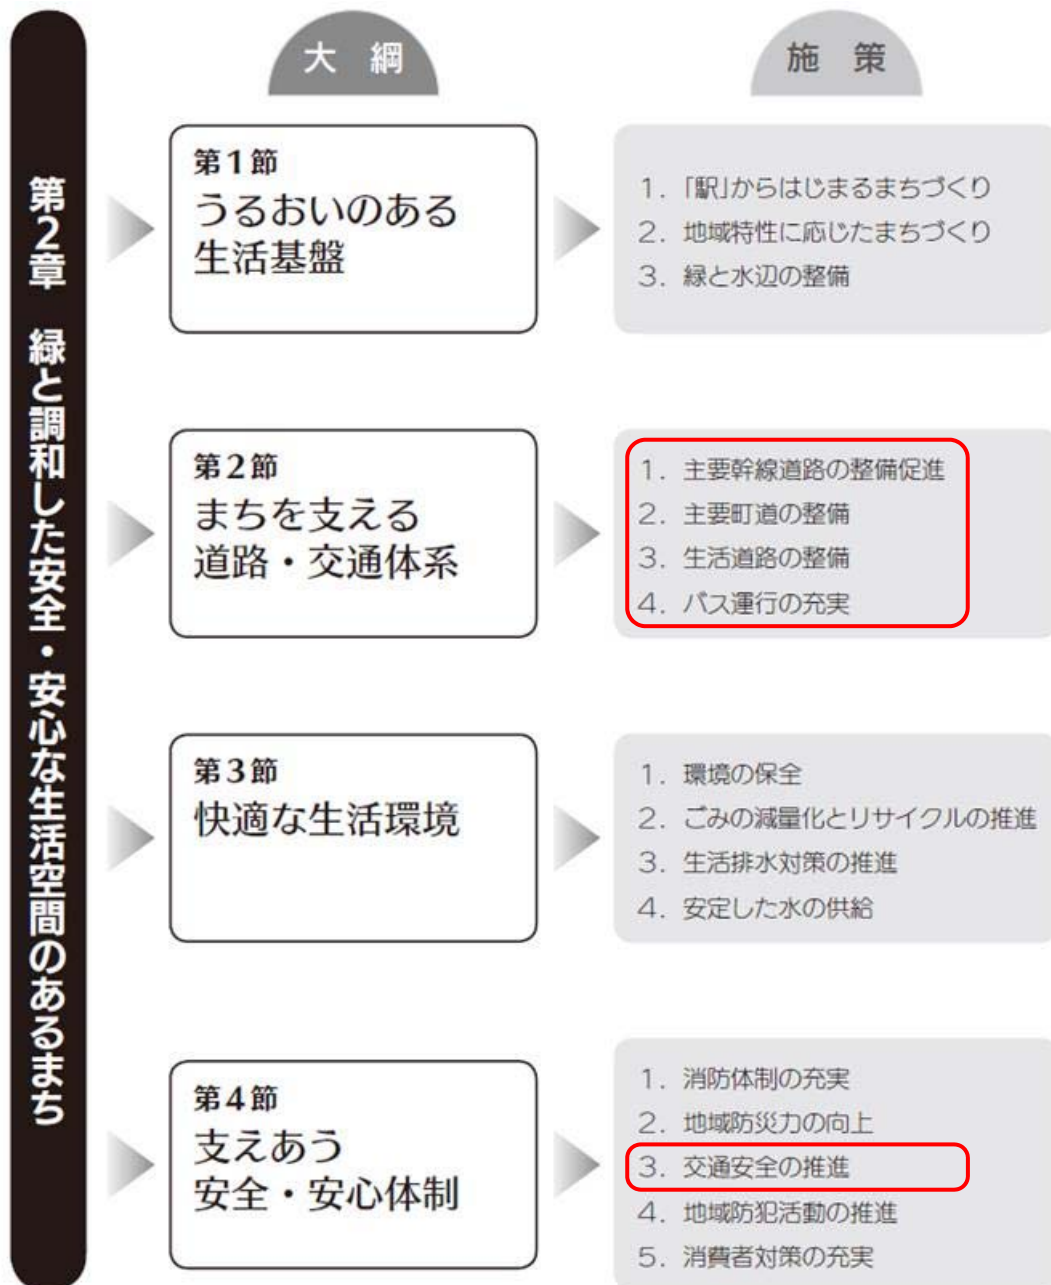 第2章 緑と調和した安全・安心な生活空間のあるまち
大 綱
施 策
第1節
うるおいのある
生活基盤
1. 「駅」からはじまるまちづくり
2. 地域特性に応じたまちづくり
3. 緑と水辺の整備
第2節
まちを支える
道路・交通体系
1. 主要幹線道路の整備促進
2. 主要町道の整備
3. 生活道路の整備
4. バス運行の充実
第3節
快適な生活環境
1. 環境の保全
2. ごみの減量化とリサイクルの推進
3. 生活排水対策の推進
4. 安定した水の供給
第4節
支えあう
安全・安心体制
1. 消防体制の充実
2. 地域防災力の向上
3. 交通安全の推進
4. 地域防犯活動の推進
5. 消費者対策の充実